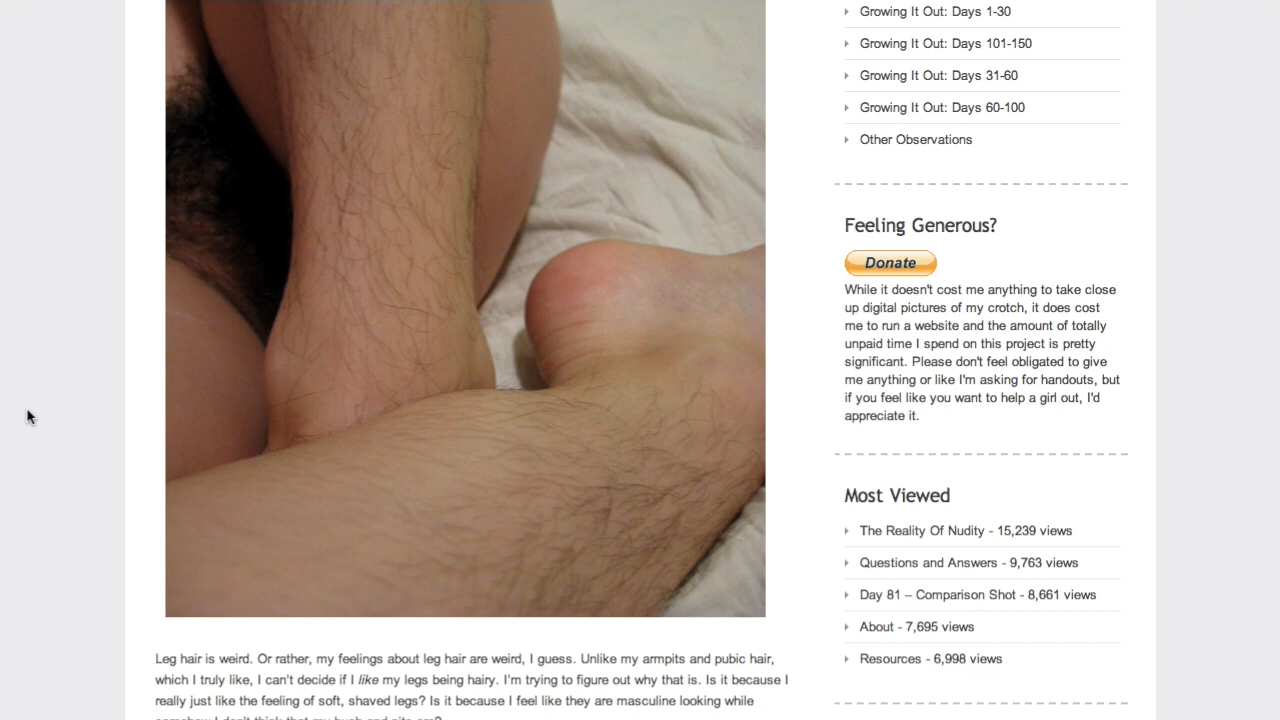 Growing It Out: Days 1-30
Growing It Out: Days 101-150
Growing It Out: Days 31-60
Growing It Out: Days 60-100
Other Observations
Feeling Generous?
Donate
While it doesn't cost me anything to take close
up digital pictures of my crotch, it does cost
me to run a website and the amount of totally
unpaid time I spend on this project is pretty
significant. Please don't feel obligated to give
me anything or like I'm asking for handouts, but
if you feel like you want to help a girl out, I'd
appreciate it.
Most Viewed
The Reality Of Nudity - 15,239 views
Questions and Answers - 9,763 views
Day 81 – Comparison Shot - 8,661 views
About - 7,695 views
Resources - 6,998 views
Leg hair is weird. Or rather, my feelings about leg hair are weird, I guess. Unlike my armpits and pubic hair,
which I truly like, I can't decide if I like my legs being hairy. I'm trying to figure out why that is. Is it because I
really just like the feeling of soft, shaved legs? Is it because I feel like they are masculine looking while